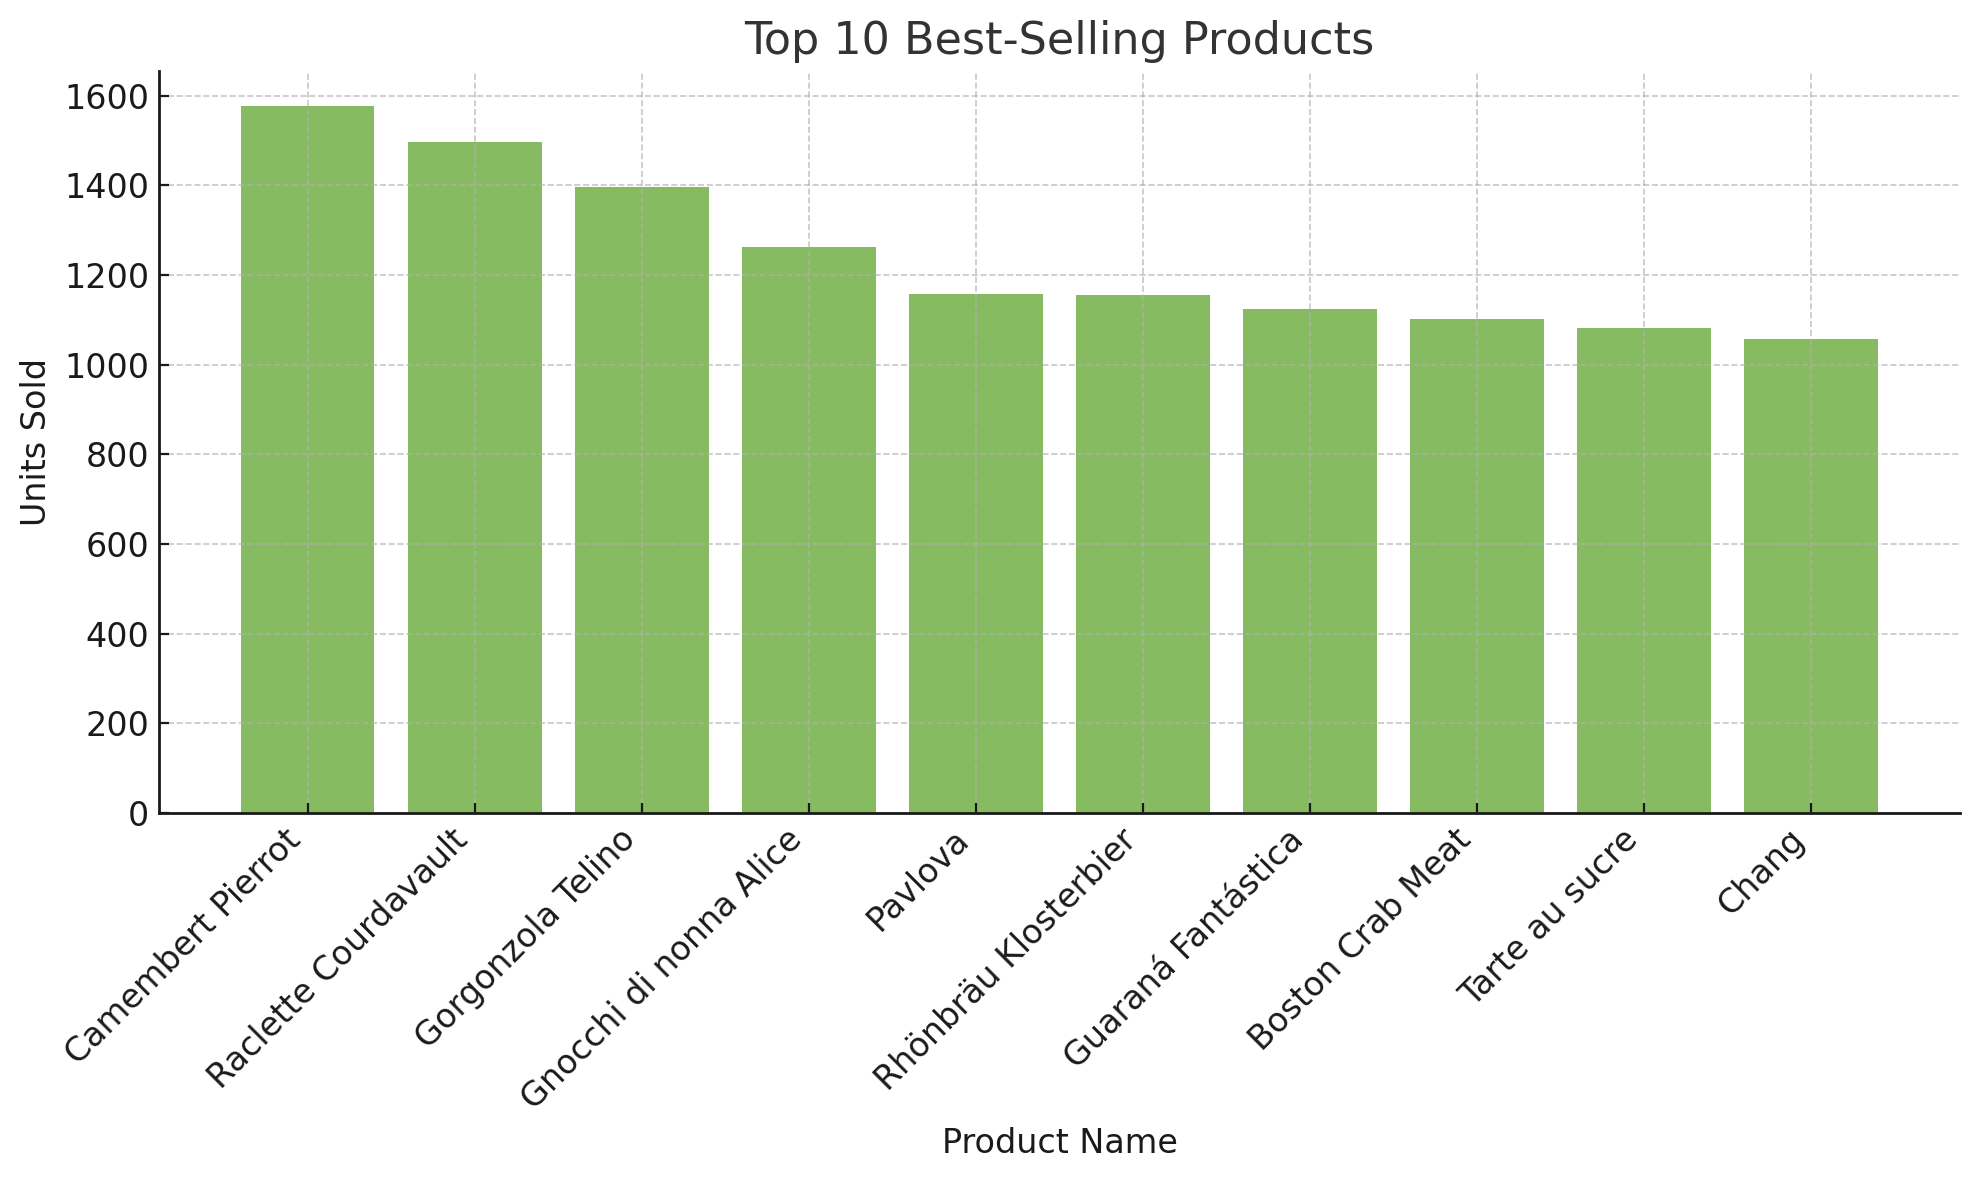 Top 10 Best-Selling Products
Units Sold
1600
1400
1200
1000
800
600
400
200
0
Camembert Pierrot
Raclette Courdavault
Gorgonzola Telino
Gnocchi di nonna Alice
Pavlova
Rhönbräu Klosterbier
Guaraná Fantástica
Boston Crab Meat
Tarte au sucre
Chang
Product Name